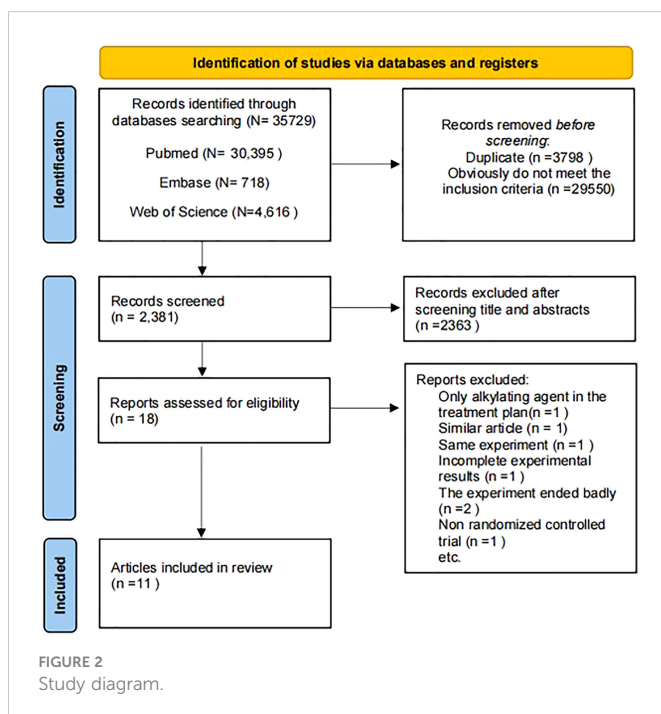 Identification of studies via databases and registers
Identification
Records identified through
databases searching (N= 35729)
Pubmed (N= 30,395 )
Embase (N= 718)
Web of Science (N=4,616 )
Records removed before
screening:
Duplicate (n =3798 )
Obviously do not meet the
inclusion criteria (n =29550)
Screening
Records screened
(n = 2,381)
Records excluded after
screening title and abstracts
(n =2363 )
Reports assessed for eligibility
(n = 18)
Reports excluded:
Only alkylating agent in the
treatment plan(n =1 )
Similar article (n = 1)
Same experiment (n =1 )
Incomplete experimental
results (n =1 )
The experiment ended badly
(n =2 )
Non randomized controlled
trial (n =1 )
etc.
Included
Articles included in review
(n =11 )
FIGURE 2
Study diagram.